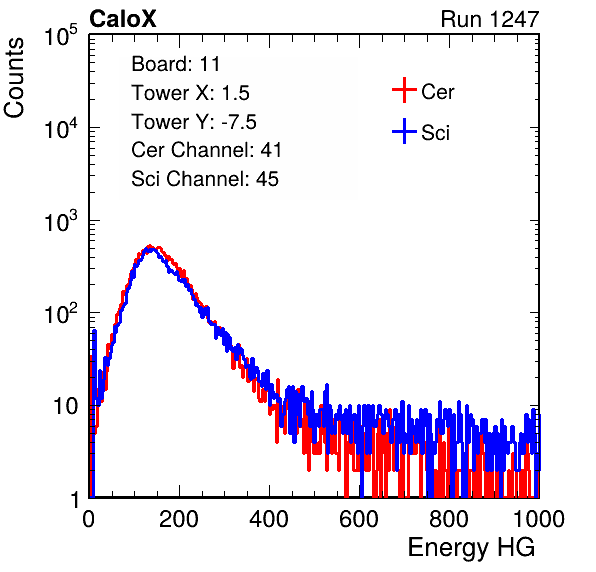 CaloX Run 1247
Counts
10^5
10^4
10^3
10^2
10
1
Board: 11
Tower X: 1.5
Tower Y: -7.5
Cer Channel: 41
Sci Channel: 45
Cer
Sci
0 200 400 600 800 1000
Energy HG